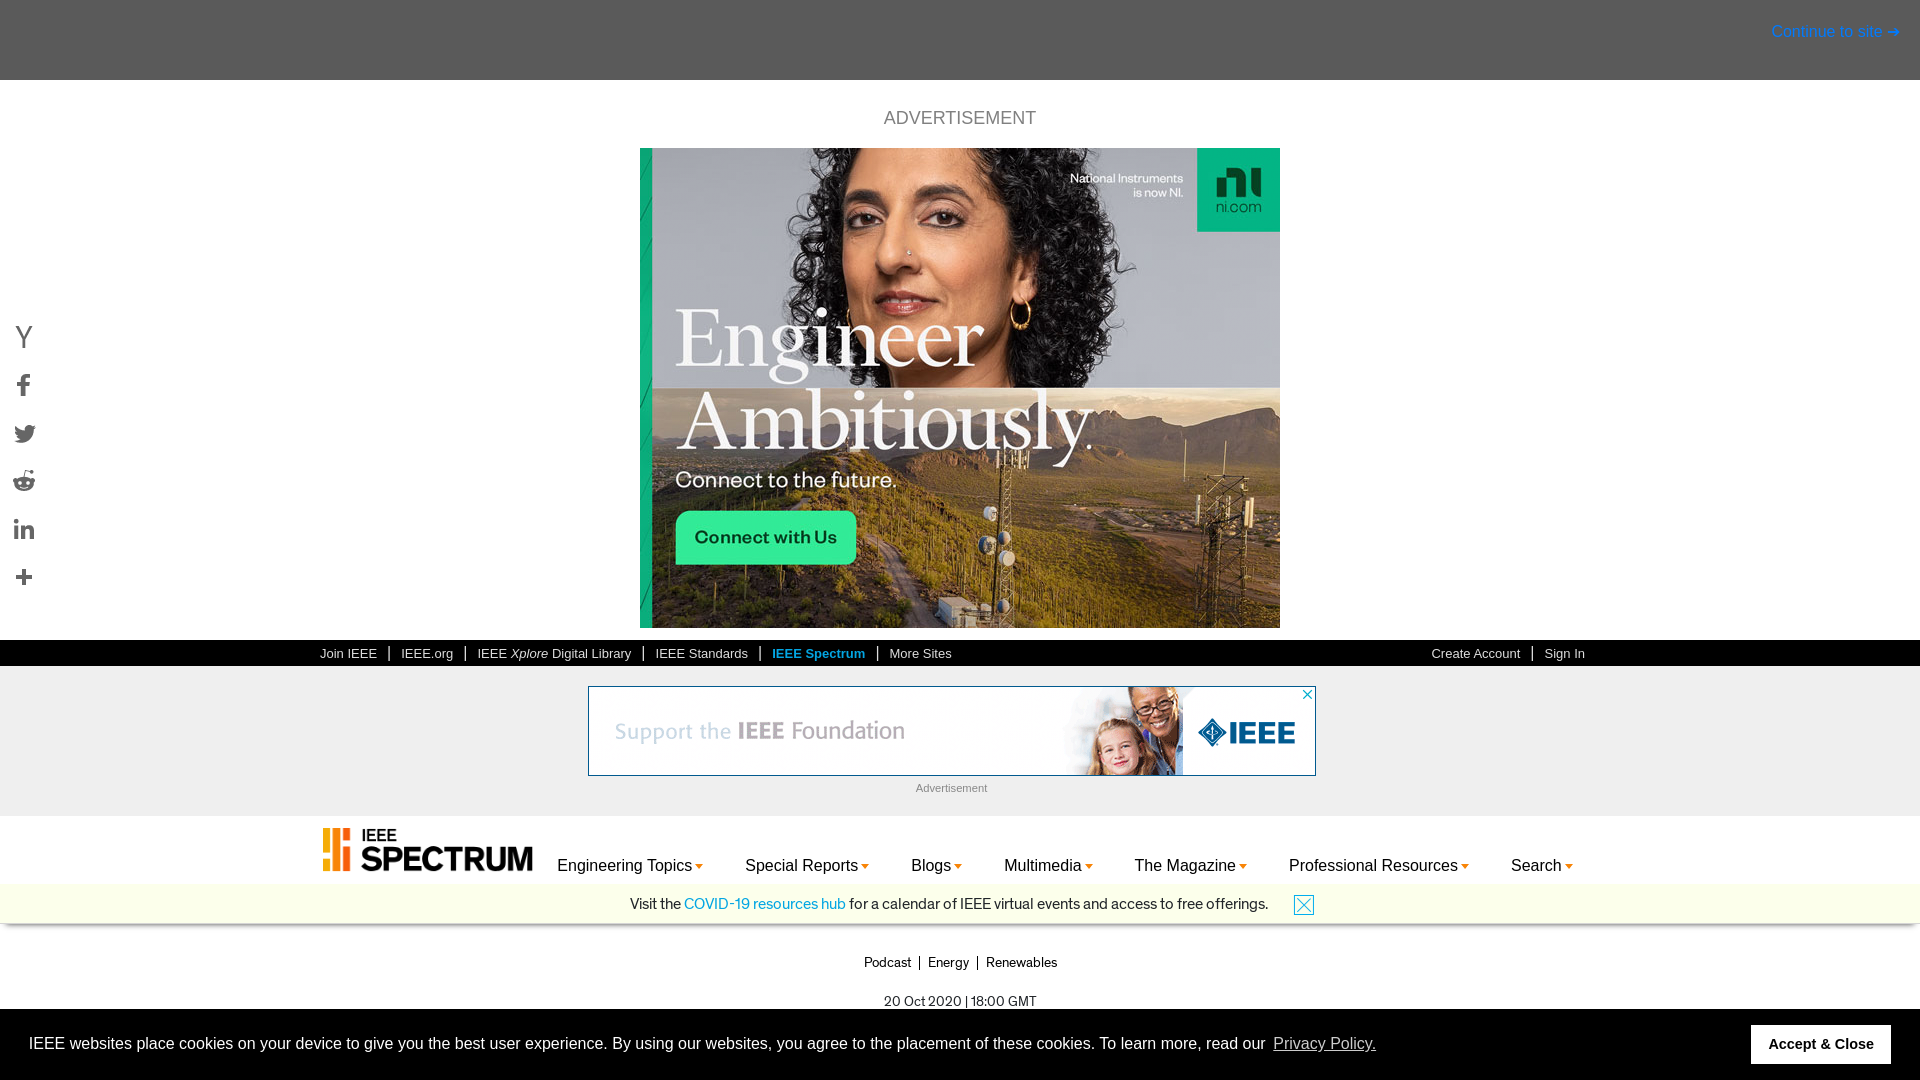 Continue to site ➔
ADVERTISEMENT
National Instruments
is now NI.
ni
ni.com
Engineer
Ambitiously.
Connect to the future.
Connect with Us
Join IEEE | IEEE.org | IEEE Xplore Digital Library | IEEE Standards | IEEE Spectrum | More Sites
Create Account | Sign In
Support the IEEE Foundation
IEEE
Advertisement
IEEE
SPECTRUM
Engineering Topics Special Reports Blogs Multimedia The Magazine Professional Resources Search
Visit the COVID-19 resources hub for a calendar of IEEE virtual events and access to free offerings.
Podcast | Energy | Renewables
20 Oct 2020 | 18:00 GMT
IEEE websites place cookies on your device to give you the best user experience. By using our websites, you agree to the placement of these cookies. To learn more, read our Privacy Policy.
Accept & Close